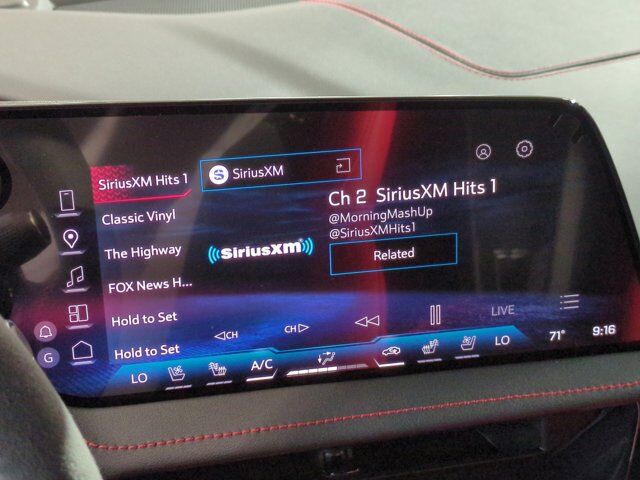 SiriusXM Hits 1
SiriusXM
Classic Vinyl
Ch 2 SiriusXM Hits 1
@MorningMashUp
@SiriusXMHits1
The Highway
SiriusXM
Related
FOX News H...
Hold to Set
CH
CH
LIVE
Hold to Set
G
LO
A/C
LO
71°
9:16